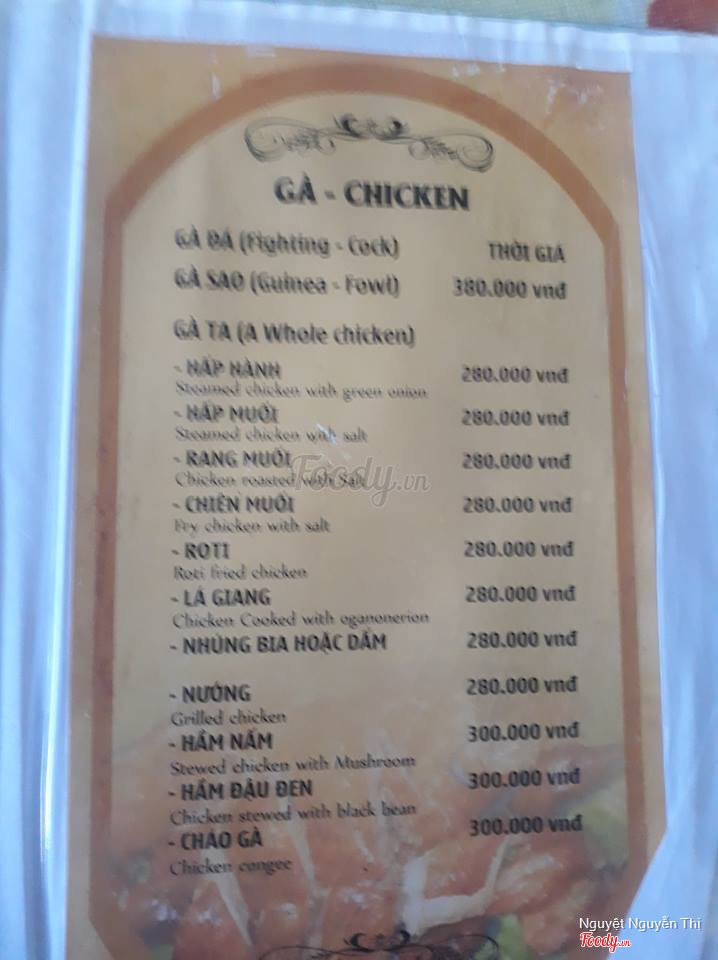 GÀ - CHICKEN
GÀ ĐÁ (Fighting - Cock) THỜI GIÁ
GÀ SAO (Guinea - Fowl) 380.000 vnđ
GÀ TA (A Whole chicken)
- HẤP HÀNH 280.000 vnđ
Steamed chicken with green onion
- HẤP MUỐI 280.000 vnđ
Steamed chicken with salt
- RANG MUỐI 280.000 vnđ
Chicken roasted with Salt
Foody.vn
- CHIÊN MUỐI 280.000 vnđ
Fry chicken with salt
- ROTI 280.000 vnđ
Roti fried chicken
- LÁ GIANG 280.000 vnđ
Chicken Cooked with oganonerion
- NHÚNG BIA HOẶC DẤM 280.000 vnđ
- NƯỚNG 280.000 vnđ
Grilled chicken
- HẦM NẤM 300.000 vnđ
Stewed chicken with Mushroom
- HẦM ĐẬU ĐEN 300.000 vnđ
Chicken stewed with black bean
- CHÁO GÀ 300.000 vnđ
Chicken congee
Nguyệt Nguyễn Thi
Foody.vn